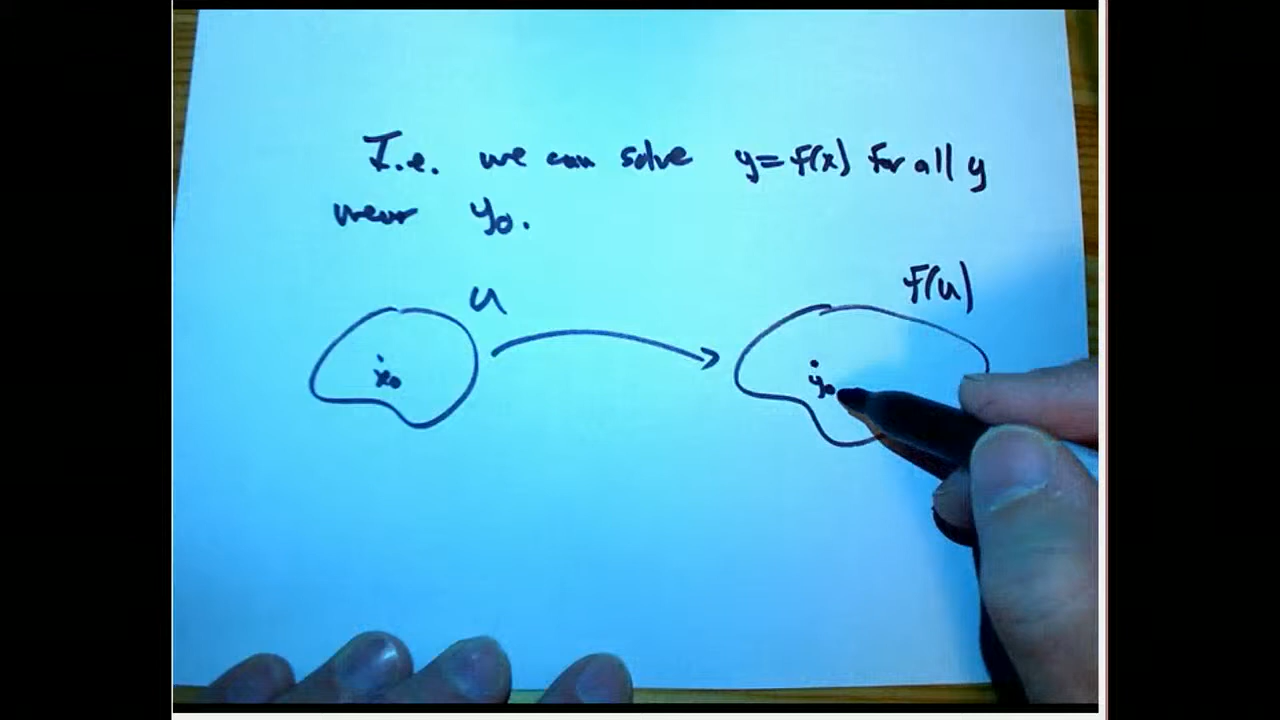 I.e. we can solve y=f(x) for all y
near y₀.
U
f(U)
x₀
y₀